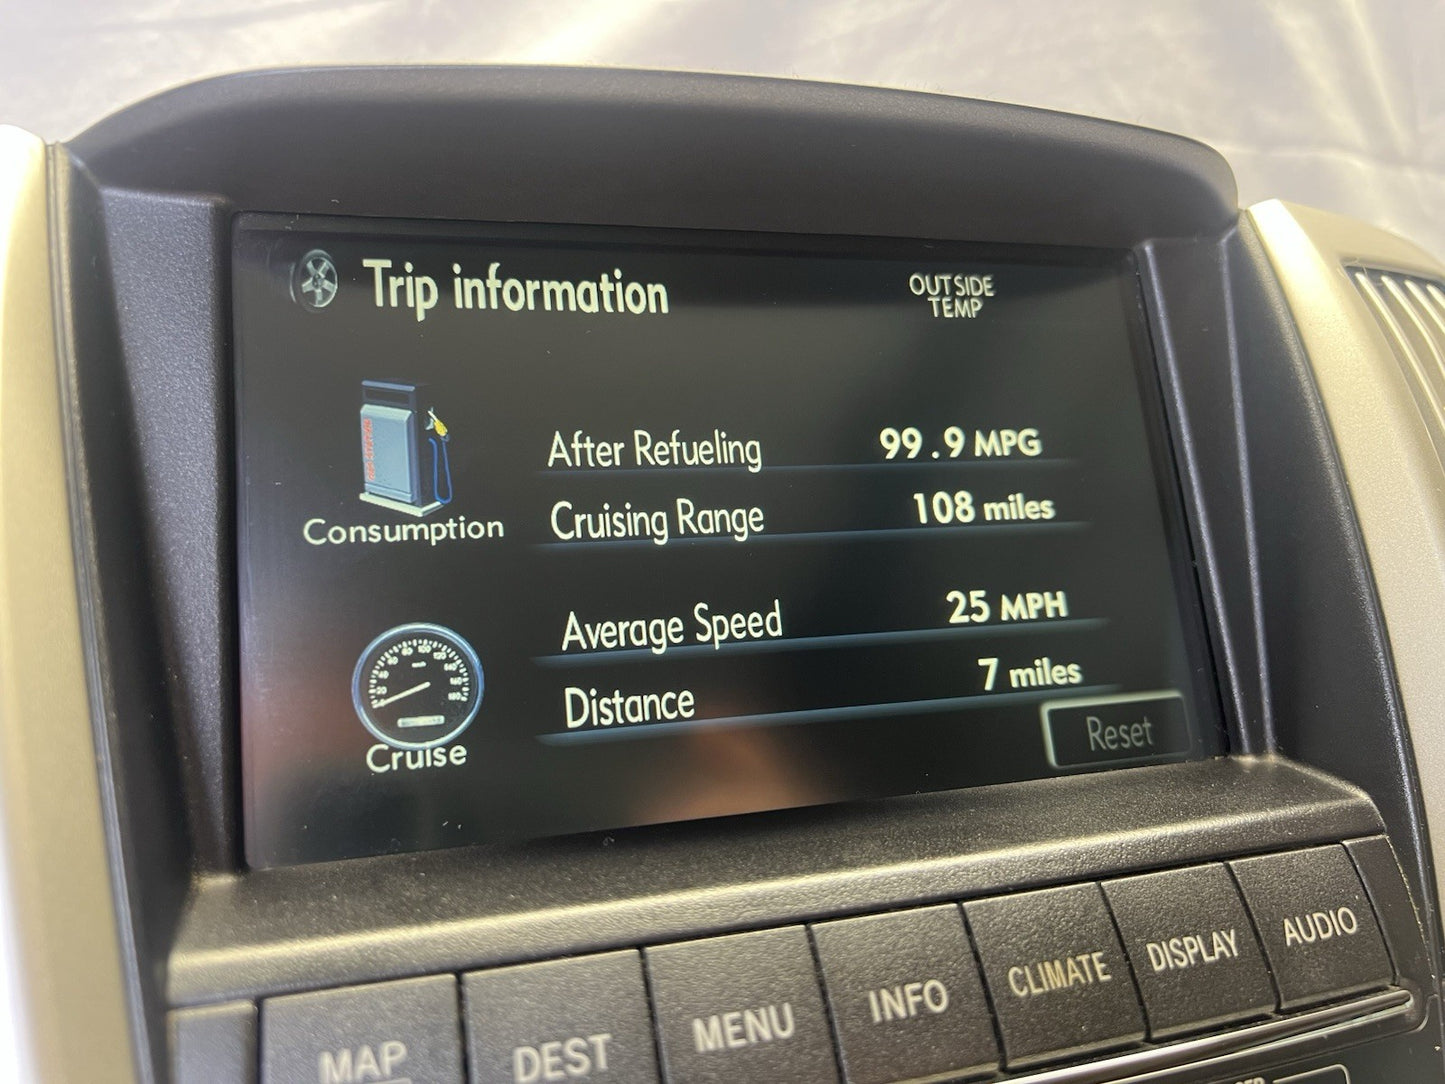 Trip information
OUTSIDE
TEMP
After Refueling 99.9 MPG
Cruising Range 108 miles
Consumption
Average Speed 25 MPH
Distance 7 miles
Cruise
Reset
MAP DEST MENU INFO CLIMATE DISPLAY AUDIO